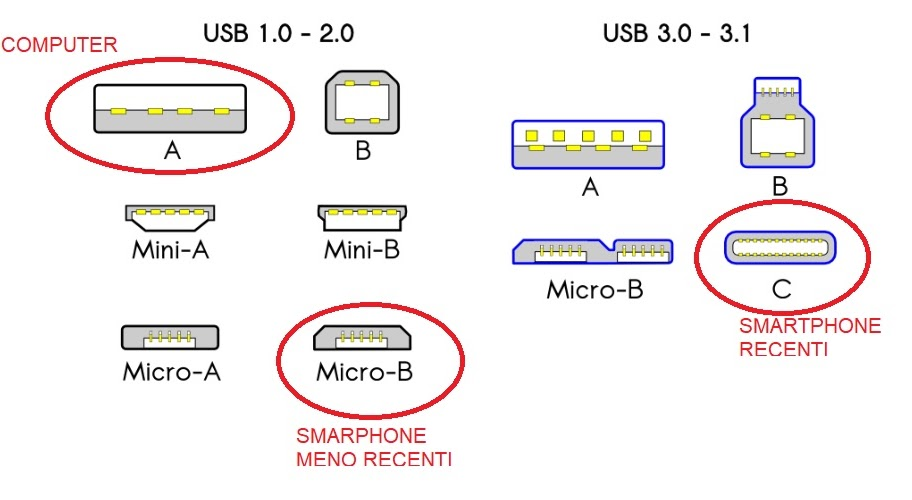 USB 1.0 - 2.0
USB 3.0 - 3.1
COMPUTER
A
B
A
B
Mini-A
Mini-B
Micro-B
C
SMARTPHONE
RECENTI
Micro-A
Micro-B
SMARPHONE
MENO RECENTI